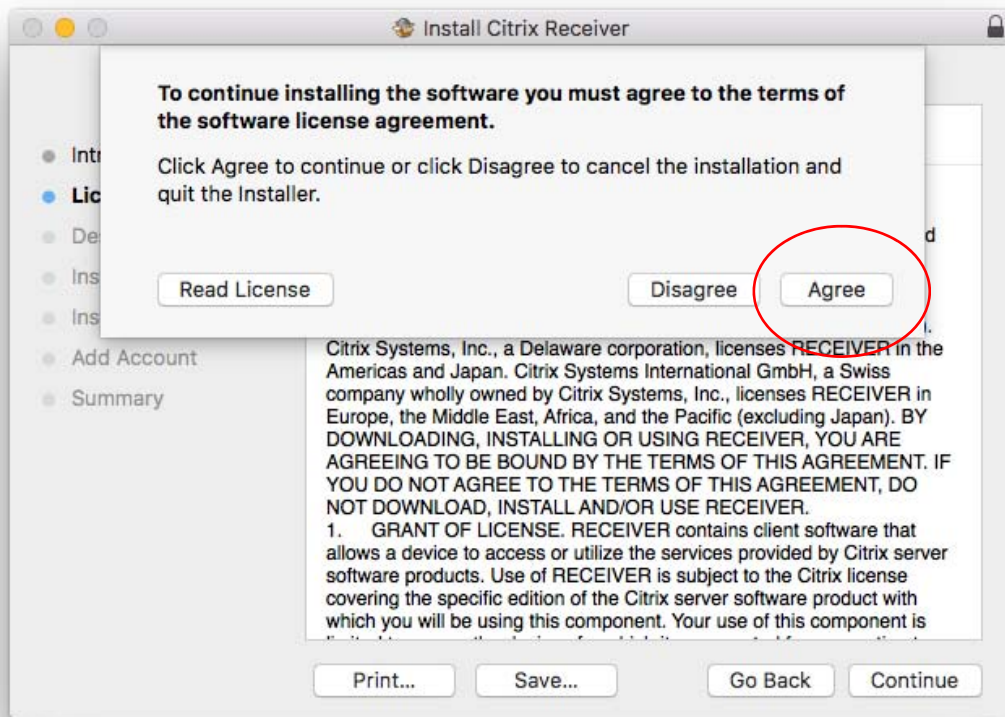 Install Citrix Receiver
To continue installing the software you must agree to the terms of
the software license agreement.
Click Agree to continue or click Disagree to cancel the installation and
quit the Installer.
Read License
Disagree
Agree
Intr
Lic
De
Ins
Ins
Add Account
Summary
d
).
Citrix Systems, Inc., a Delaware corporation, licenses RECEIVER in the
Americas and Japan. Citrix Systems International GmbH, a Swiss
company wholly owned by Citrix Systems, Inc., licenses RECEIVER in
Europe, the Middle East, Africa, and the Pacific (excluding Japan). BY
DOWNLOADING, INSTALLING OR USING RECEIVER, YOU ARE
AGREEING TO BE BOUND BY THE TERMS OF THIS AGREEMENT. IF
YOU DO NOT AGREE TO THE TERMS OF THIS AGREEMENT, DO
NOT DOWNLOAD, INSTALL AND/OR USE RECEIVER.
1. GRANT OF LICENSE. RECEIVER contains client software that
allows a device to access or utilize the services provided by Citrix server
software products. Use of RECEIVER is subject to the Citrix license
covering the specific edition of the Citrix server software product with
which you will be using this component. Your use of this component is
Print...
Save...
Go Back
Continue